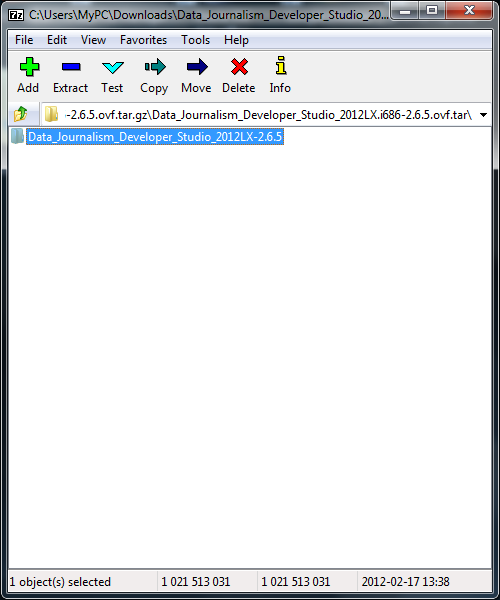 7z C:\Users\MyPC\Downloads\Data_Journalism_Developer_Studio_20...
File Edit View Favorites Tools Help
Add Extract Test Copy Move Delete Info
-2.6.5.ovf.tar.gz\Data_Journalism_Developer_Studio_2012LX.i686-2.6.5.ovf.tar\
Data_Journalism_Developer_Studio_2012LX-2.6.5
1 object(s) selected 1 021 513 031 1 021 513 031 2012-02-17 13:38